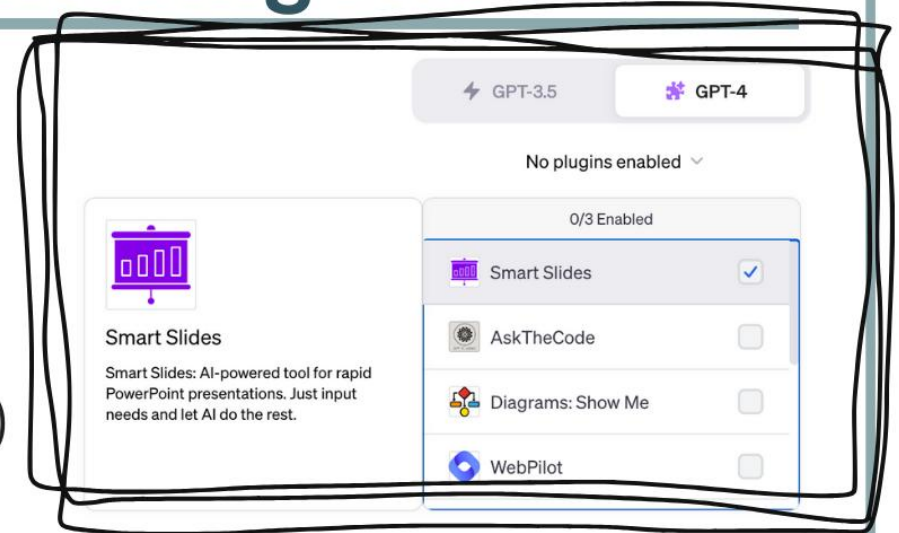 GPT-3.5 GPT-4
No plugins enabled
0/3 Enabled
Smart Slides
AskTheCode
Diagrams: Show Me
WebPilot
Smart Slides
Smart Slides: AI-powered tool for rapid
PowerPoint presentations. Just input
needs and let AI do the rest.